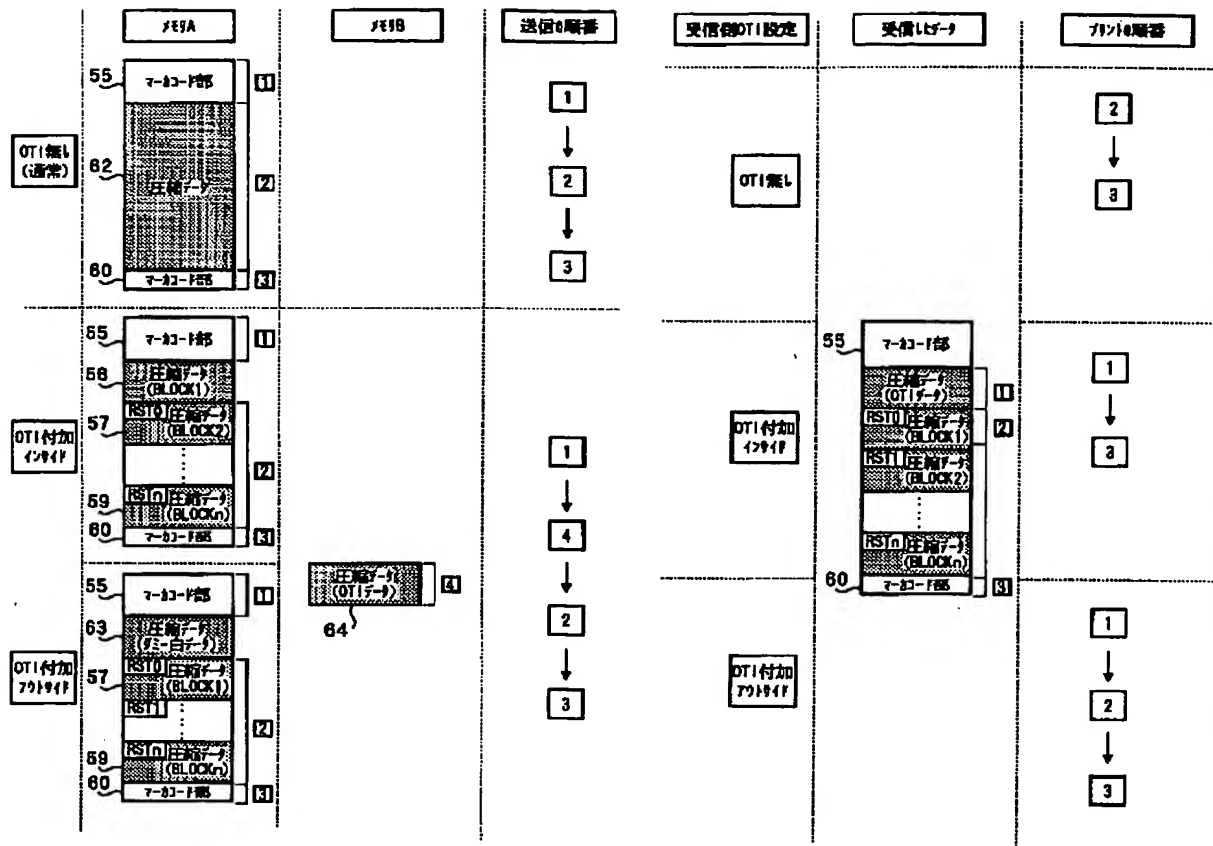 メモリA
メモリB
送信の順番
受信側OTI設定
受信したデータ
プリントの順番
OTI無し
(通常)
55
マーカコード部
1
62
圧縮データ
2
60
マーカコード部
3
1
2
3
OTI無し
2
3
OTI付加
インサイド
55
マーカコード部
1
56
圧縮データ
(BLOCK1)
57
RST0
圧縮データ
(BLOCK2)
2
59
RSTn
圧縮データ
(BLOCKn)
60
マーカコード部
3
OTI付加
アウトサイド
55
マーカコード部
1
63
圧縮データ
(ダミー白データ)
57
RST0
圧縮データ
(BLOCK1)
RST1
2
59
RSTn
圧縮データ
(BLOCKn)
60
マーカコード部
3
圧縮データ
(OTIデータ)
4
64
1
4
2
3
OTI付加
インサイド
55
マーカコード部
圧縮データ
(OTIデータ)
1
RST0
圧縮データ
(BLOCK1)
2
RST1
圧縮データ
(BLOCK2)
RSTn
圧縮データ
(BLOCKn)
60
マーカコード部
3
1
3
OTI付加
アウトサイド
1
2
3